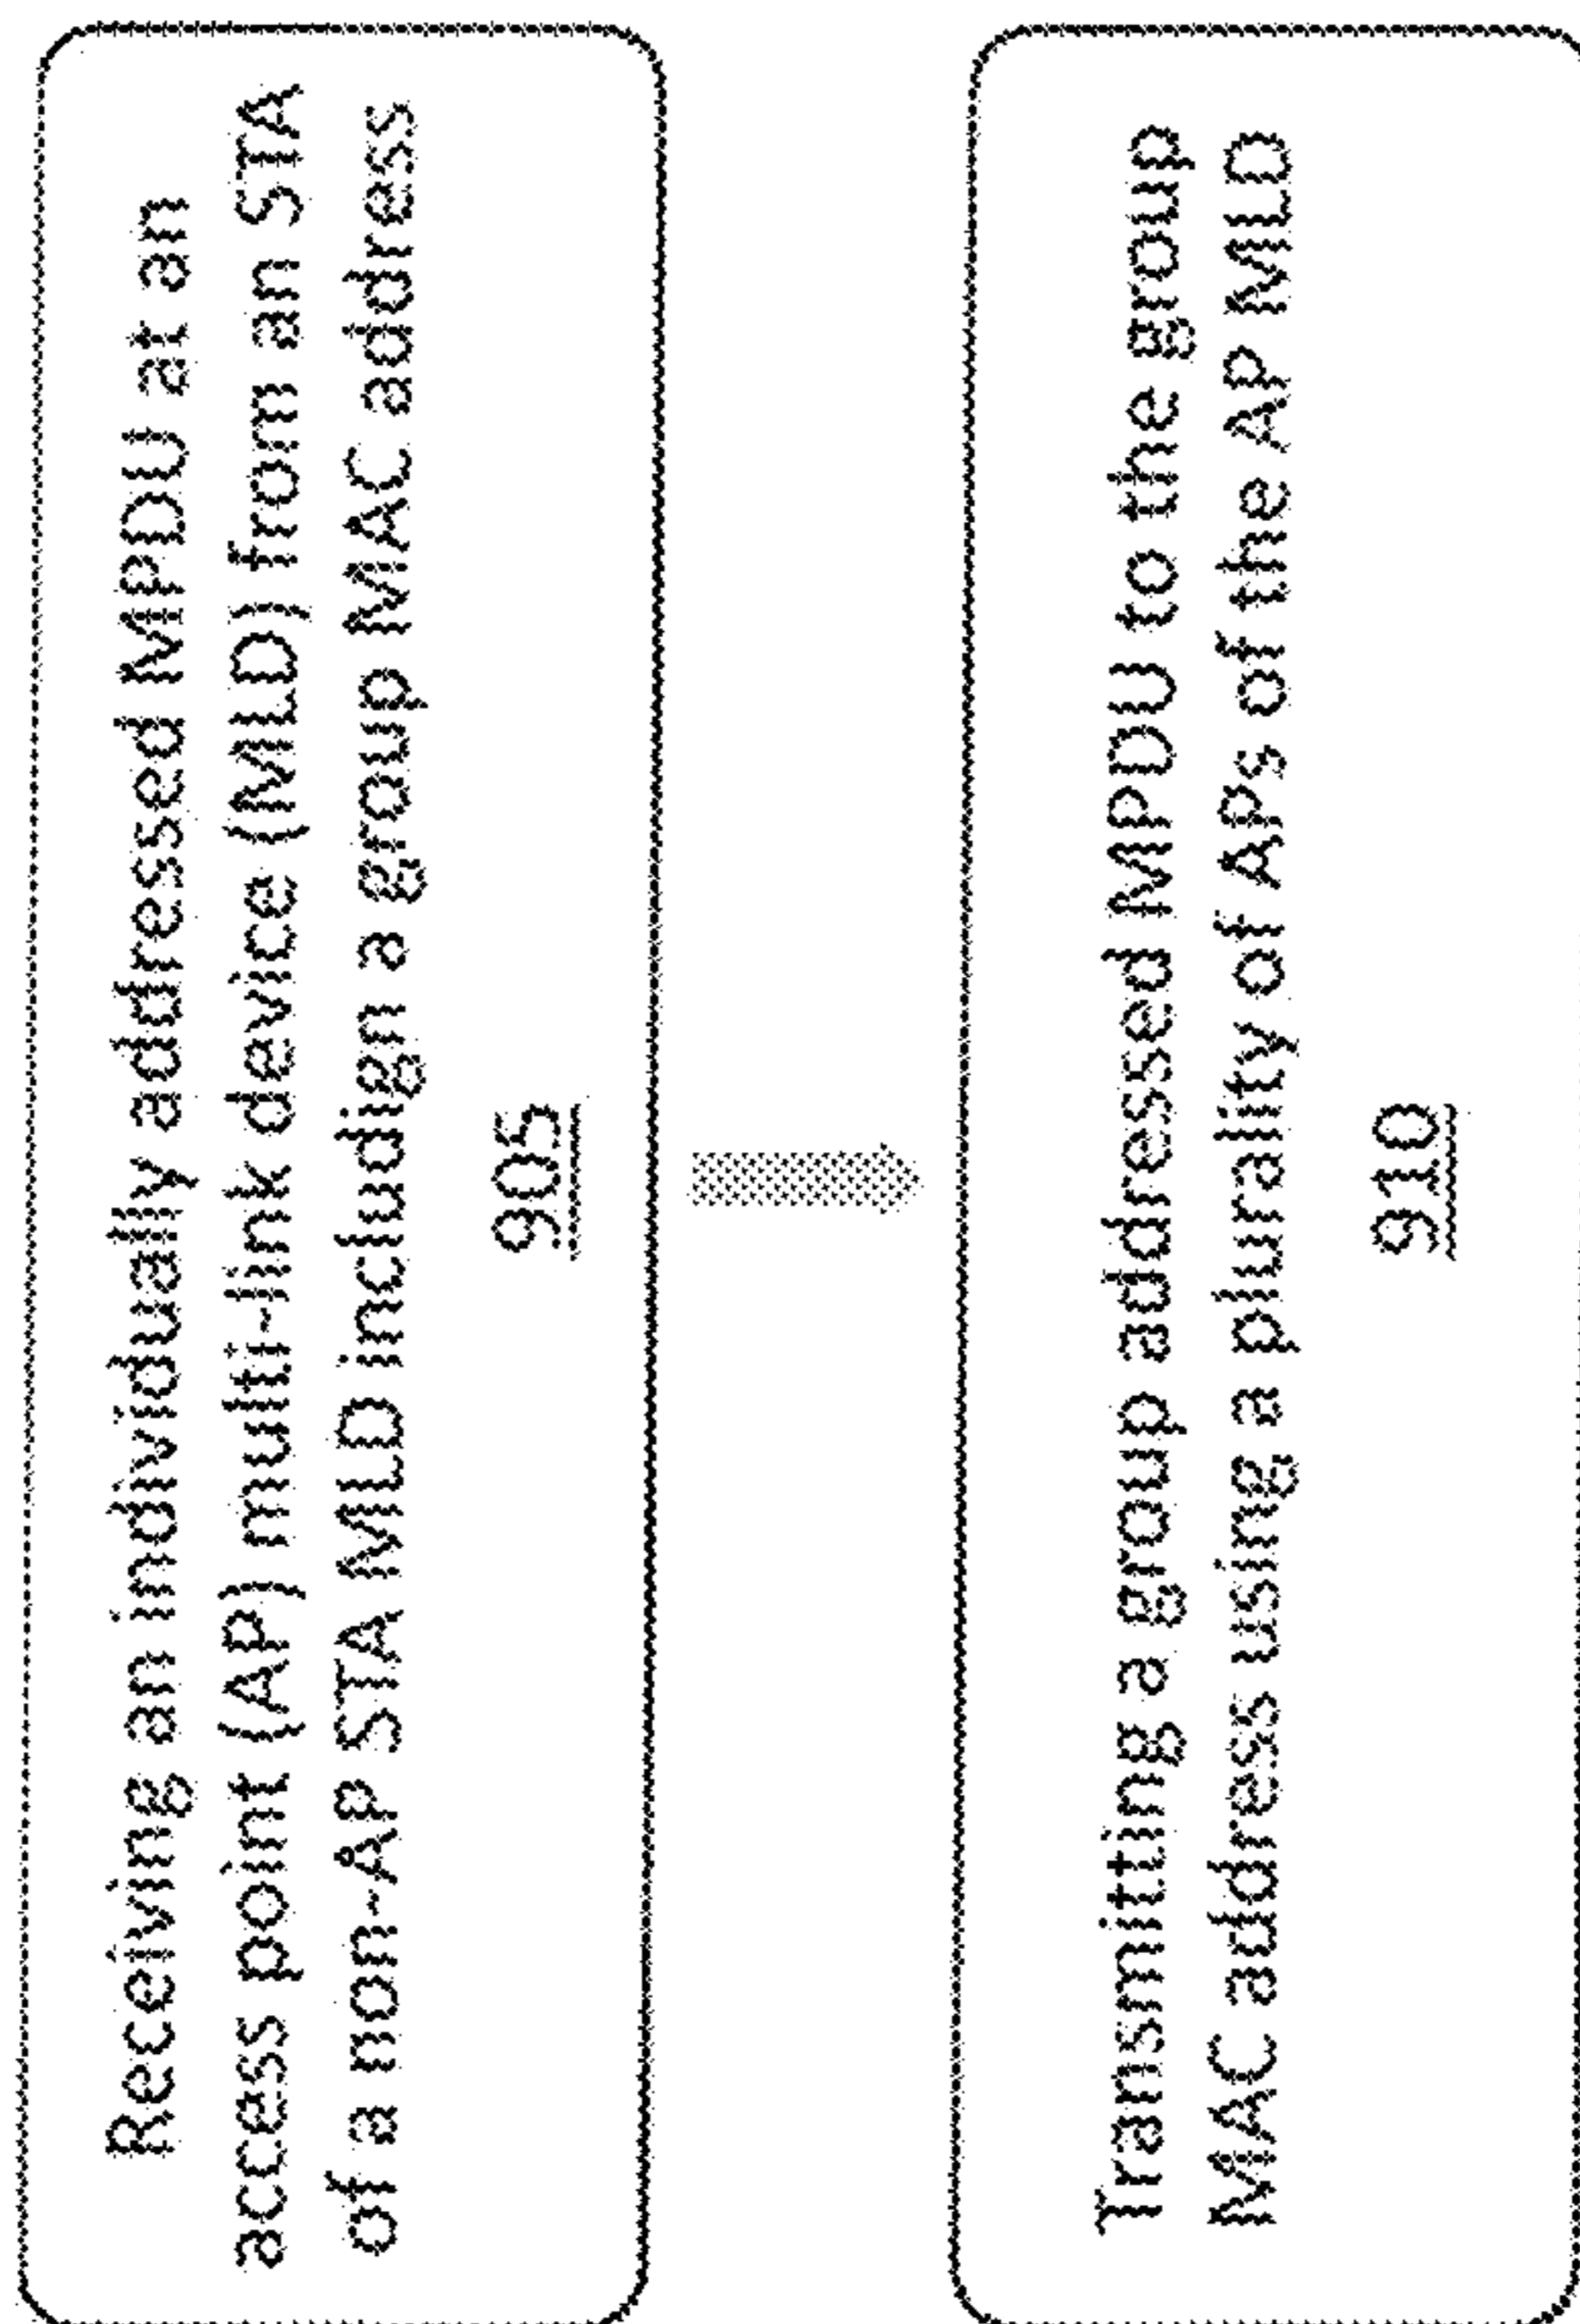 Receiving an individually addressed MPDU at an
access point (AP) multi-link device (MLD) from an STA
of a non-AP STA MLD includign a group MAC address
905
Transmitting a group addressed MPDU to the group
MAC address using a plurality of APs of the AP MLD
910